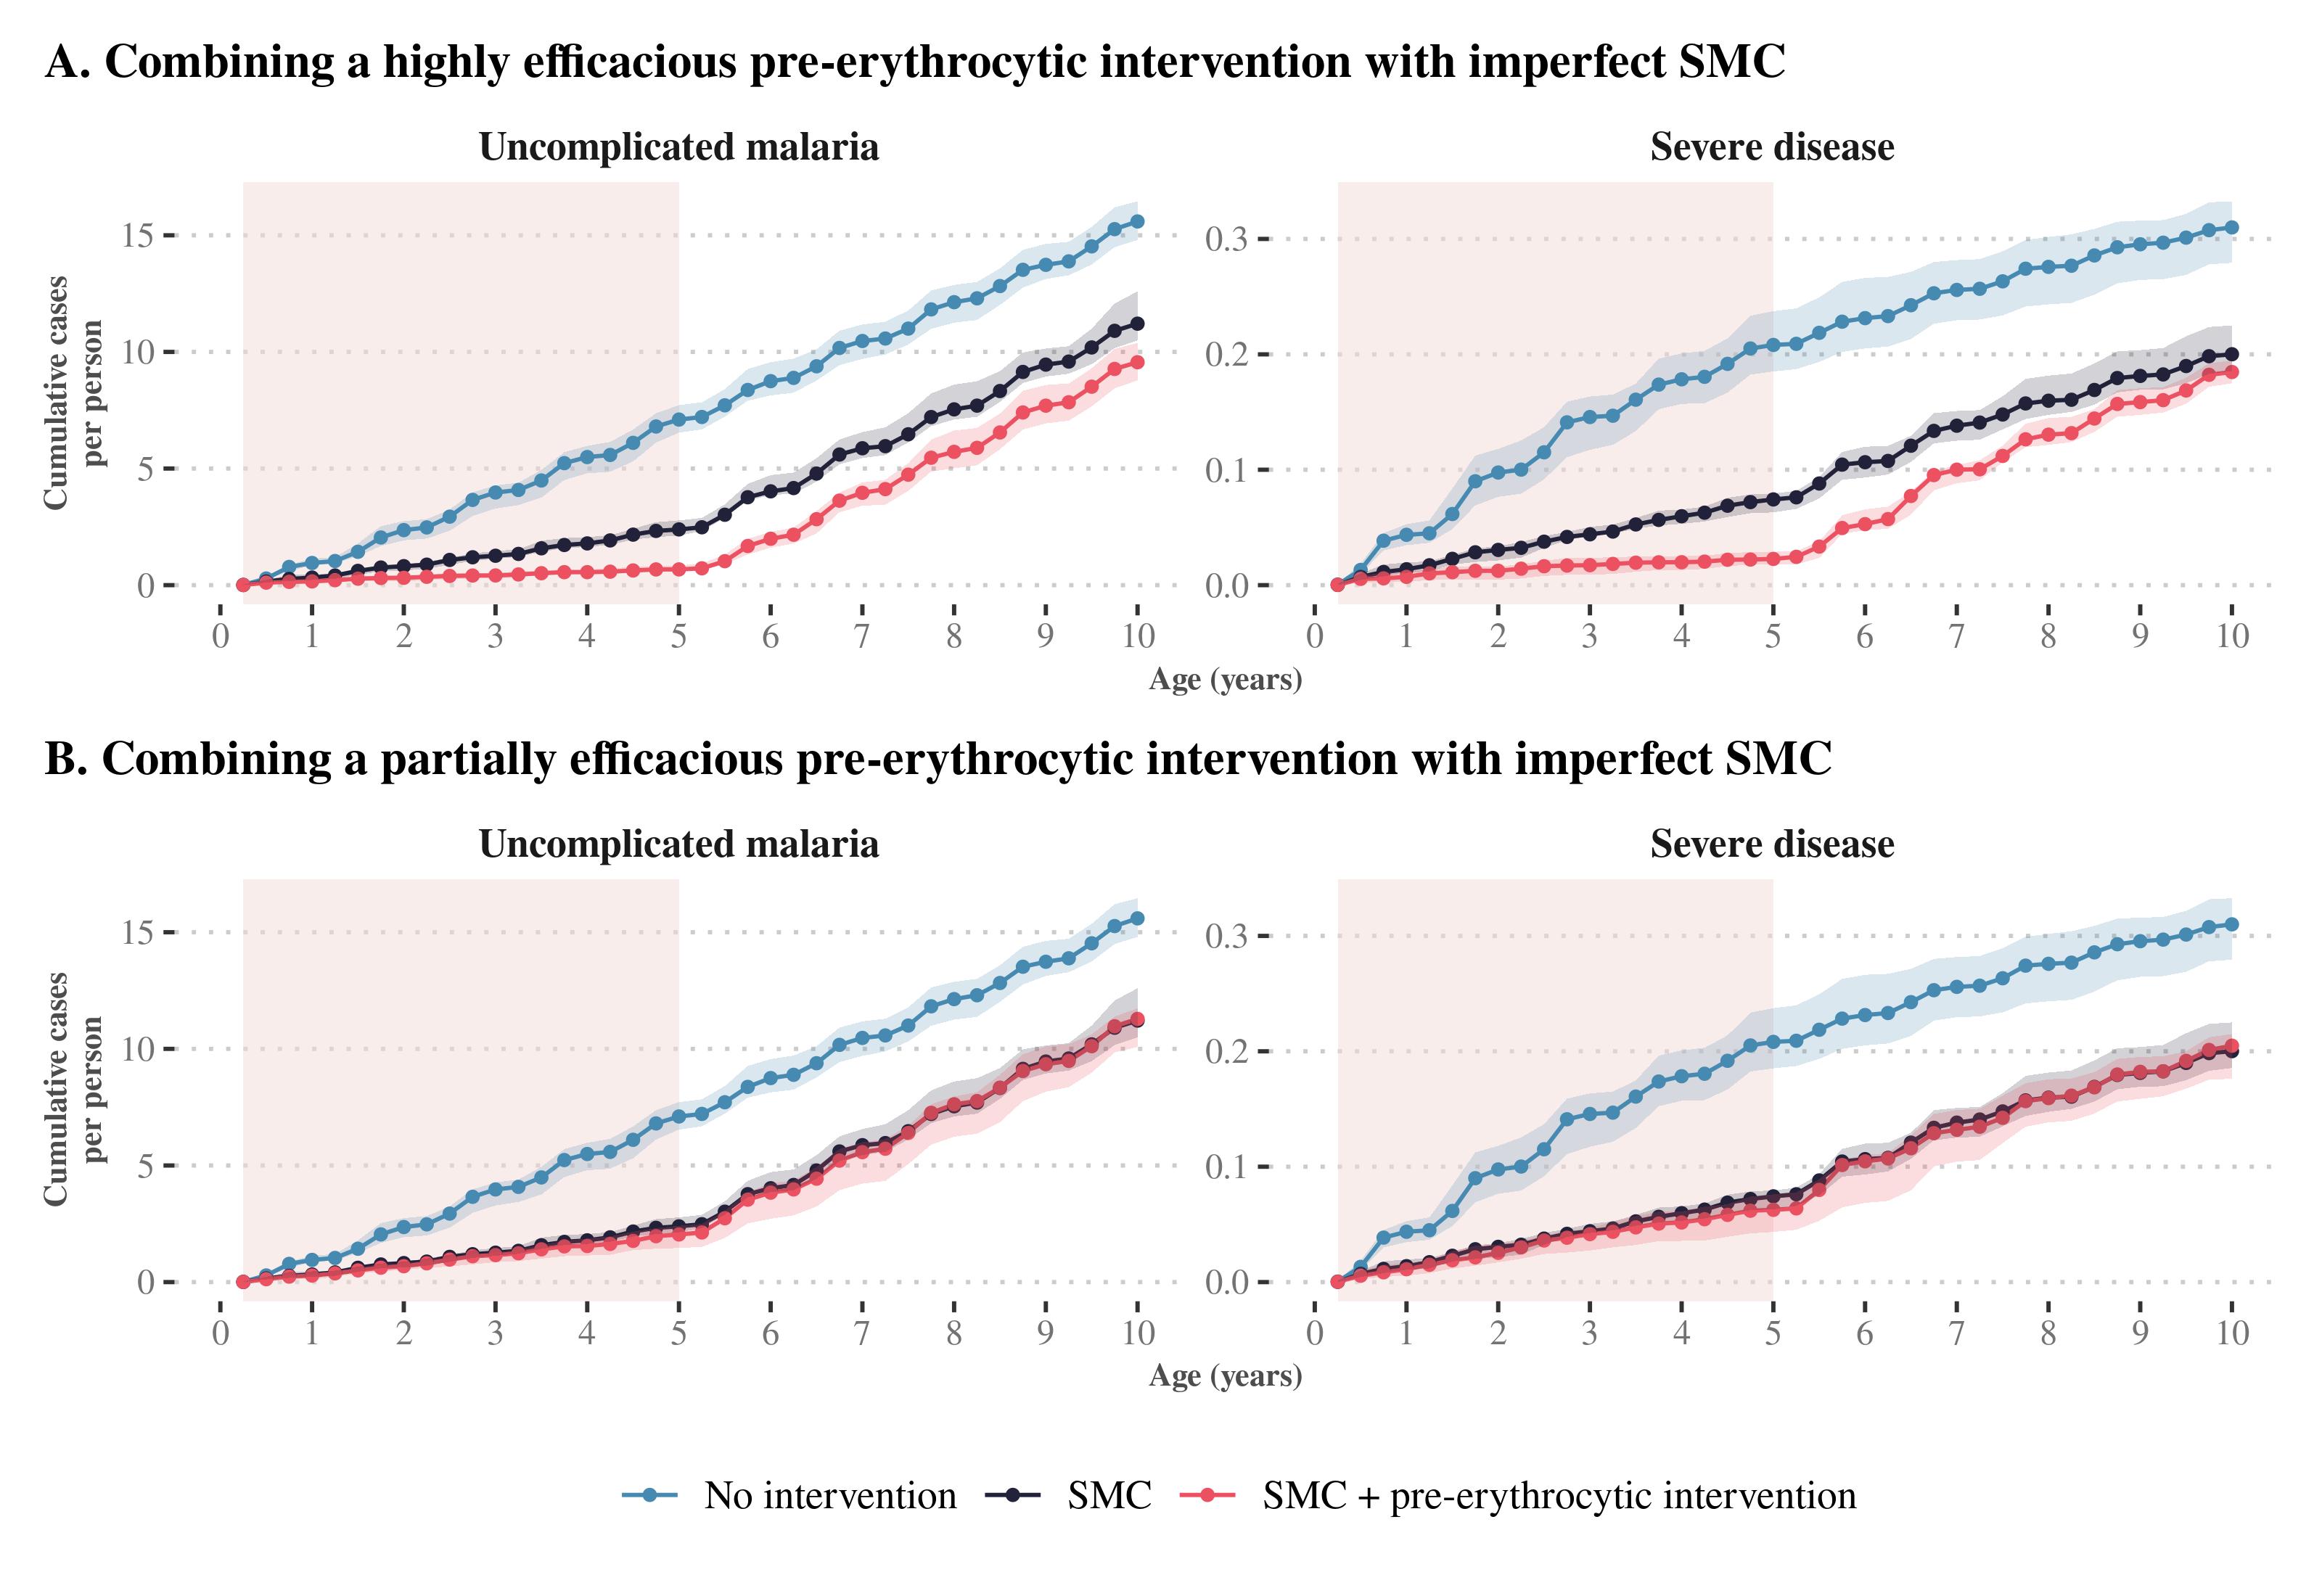 A. Combining a highly efficacious pre-erythrocytic intervention with imperfect SMC
Uncomplicated malaria
Severe disease
Cumulative cases
per person
15
10
5
0
0.3
0.2
0.1
0.0
0 1 2 3 4 5 6 7 8 9 10
0 1 2 3 4 5 6 7 8 9 10
Age (years)
B. Combining a partially efficacious pre-erythrocytic intervention with imperfect SMC
Uncomplicated malaria
Severe disease
Cumulative cases
per person
15
10
5
0
0.3
0.2
0.1
0.0
0 1 2 3 4 5 6 7 8 9 10
0 1 2 3 4 5 6 7 8 9 10
Age (years)
No intervention SMC SMC + pre-erythrocytic intervention